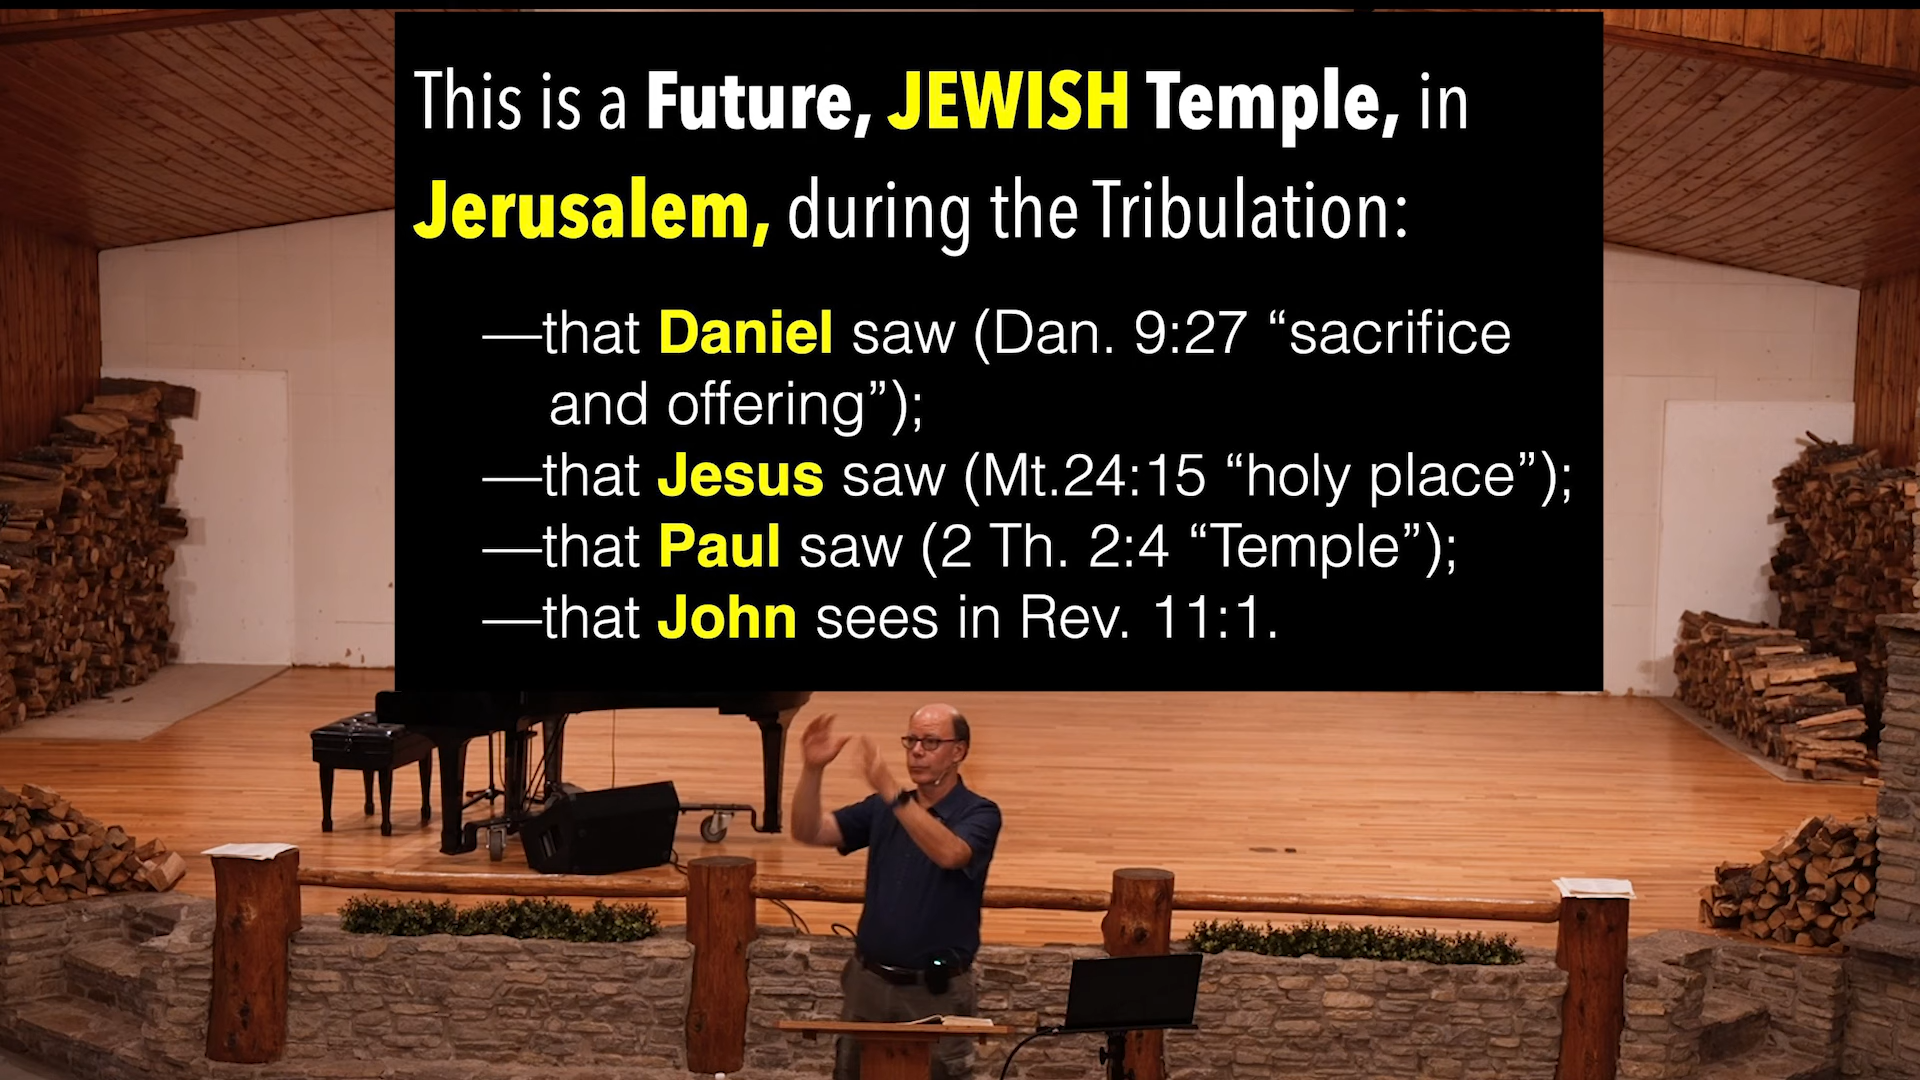 This is a Future, JEWISH Temple, in
Jerusalem, during the Tribulation:
—that Daniel saw (Dan. 9:27 “sacrifice
and offering”);
—that Jesus saw (Mt.24:15 “holy place”);
—that Paul saw (2 Th. 2:4 “Temple”);
—that John sees in Rev. 11:1.